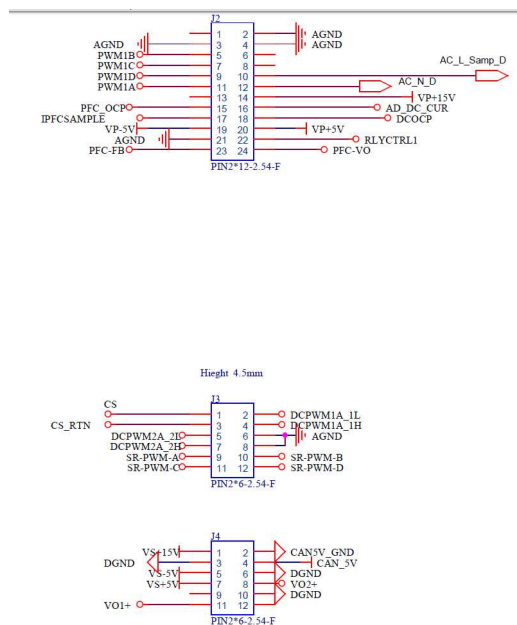 J2
1 2 AGND
AGND 3 4 AGND
PWM1B 5 6
PWM1C 7 8
PWM1D 9 10 AC_L_Samp_D
PWM1A 11 12 AC_N_D
13 14 VP+15V
PFC_OCP 15 16 AD_DC_CUR
IPFCSAMPLE 17 18 DCOCP
VP-5V 19 20 VP+5V
AGND 21 22 RLYCTRL1
PFC-FB 23 24 PFC-VO
PIN2*12-2.54-F
Hieght 4.5mm
J3
CS 1 2 DCPWM1A_1L
CS_RTN 3 4 DCPWM1A_1H
DCPWM2A_2L 5 6 AGND
DCPWM2A_2H 7 8
SR-PWM-A 9 10 SR-PWM-B
SR-PWM-C 11 12 SR-PWM-D
PIN2*6-2.54-F
J4
VS+15V 1 2 CAN5V_GND
DGND 3 4 CAN_5V
VS-5V 5 6 DGND
VS+5V 7 8 VO2+
9 10 DGND
VO1+ 11 12
PIN2*6-2.54-F